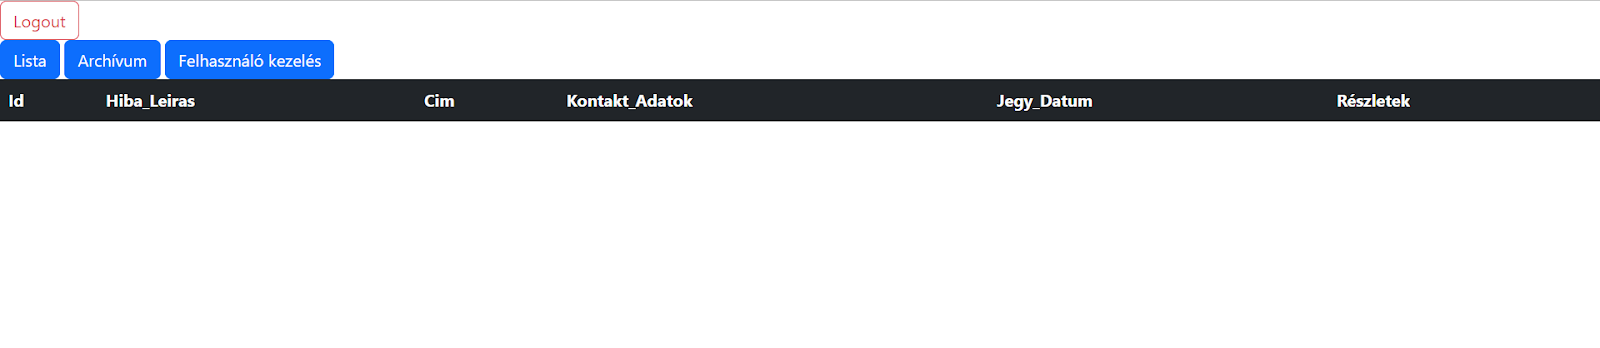 Logout
Lista Archívum Felhasználó kezelés
Id Hiba_Leiras Cim Kontakt_Adatok Jegy_Datum Részletek